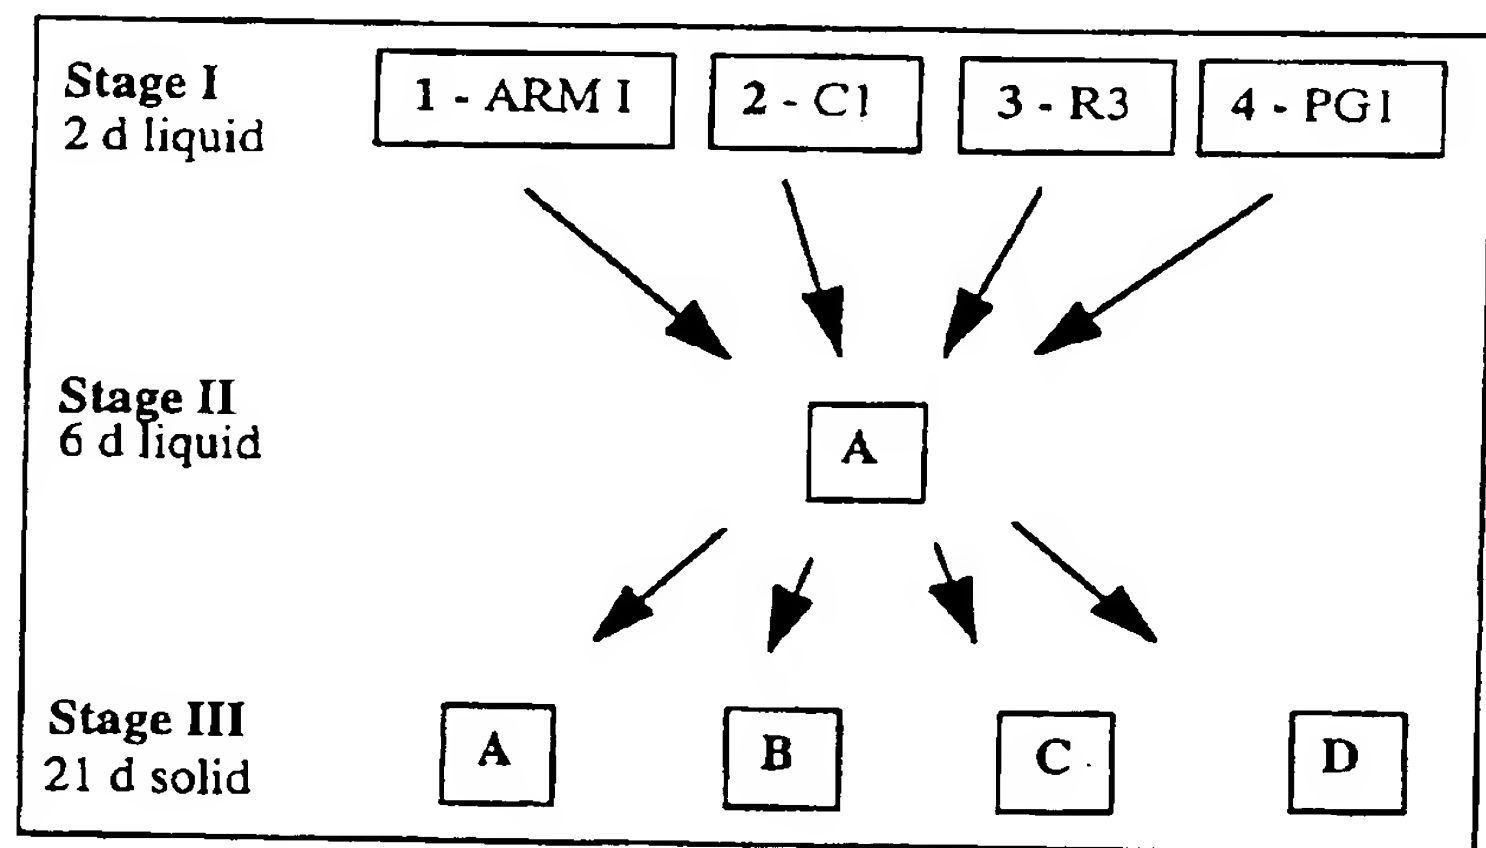 Stage I
2 d liquid
1 - ARM I
2 - C1
3 - R3
4 - PG1
Stage II
6 d liquid
A
Stage III
21 d solid
A
B
C
D